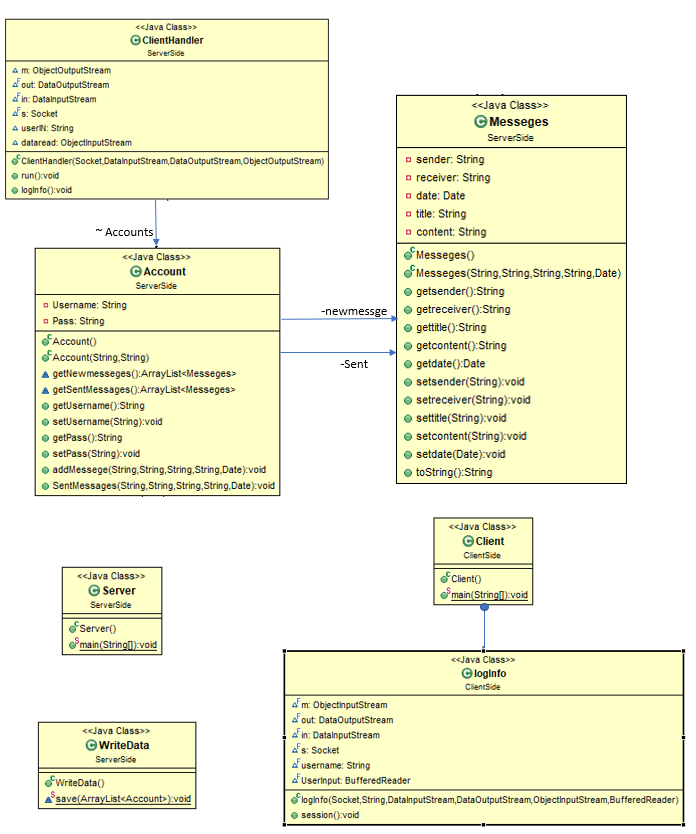 <<Java Class>>
ClientHandler
ServerSide
m: ObjectOutputStream
out: DataOutputStream
in: DataInputStream
s: Socket
userIN: String
dataread: ObjectInputStream
ClientHandler(Socket,DataInputStream,DataOutputStream,ObjectOutputStream)
run():void
logInfo():void
~ Accounts
<<Java Class>>
Account
ServerSide
Username: String
Pass: String
Account()
Account(String,String)
getNewmesseges():ArrayList<Messeges>
getSentMessages():ArrayList<Messeges>
getUsername():String
setUsername(String):void
getPass():String
setPass(String):void
addMessege(String,String,String,String,Date):void
SentMessages(String,String,String,String,Date):void
-newmessge
-Sent
<<Java Class>>
Messeges
ServerSide
sender: String
receiver: String
date: Date
title: String
content: String
Messeges()
Messeges(String,String,String,String,Date)
getsender():String
getreceiver():String
gettitle():String
getcontent():String
getdate():Date
setsender(String):void
setreceiver(String):void
settitle(String):void
setcontent(String):void
setdate(Date):void
toString():String
<<Java Class>>
Client
ClientSide
Client()
main(String[]):void
<<Java Class>>
Server
ServerSide
Server()
main(String[]):void
<<Java Class>>
logInfo
ClientSide
m: ObjectInputStream
out: DataOutputStream
in: DataInputStream
s: Socket
username: String
UserInput: BufferedReader
logInfo(Socket,String,DataInputStream,DataOutputStream,ObjectInputStream,BufferedReader)
session():void
<<Java Class>>
WriteData
ServerSide
WriteData()
save(ArrayList<Account>):void